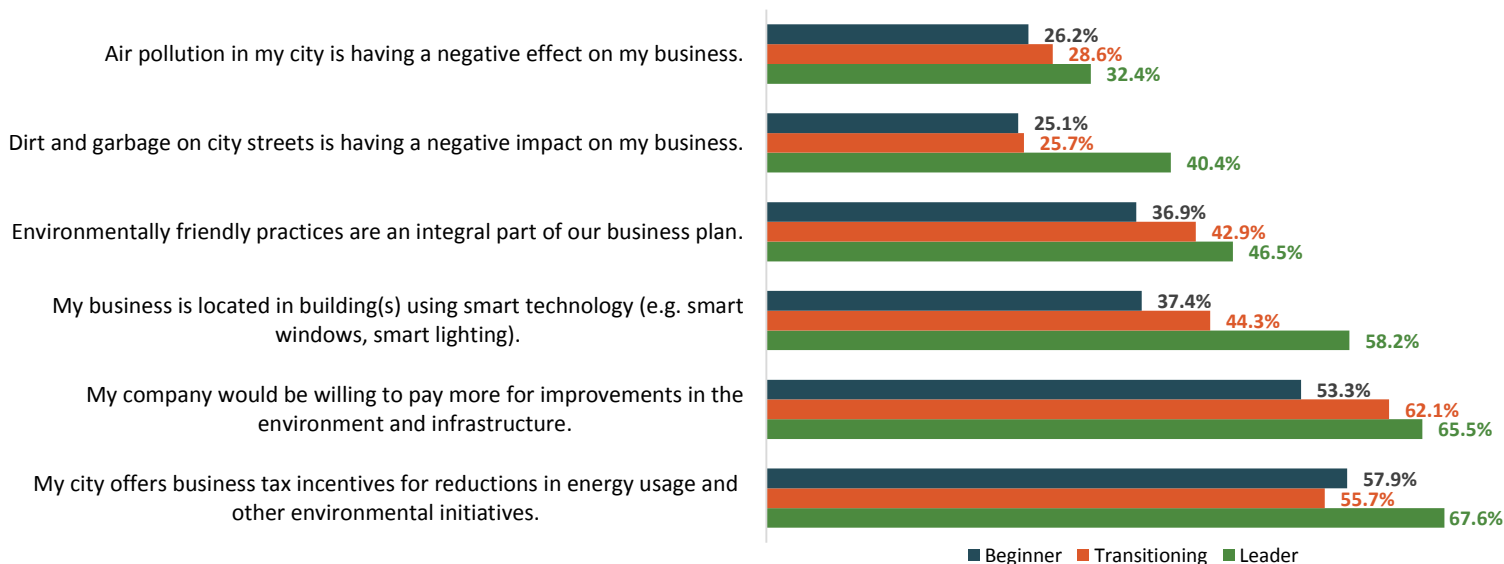 Air pollution in my city is having a negative effect on my business.
26.2%
28.6%
32.4%
Dirt and garbage on city streets is having a negative impact on my business.
25.1%
25.7%
40.4%
Environmentally friendly practices are an integral part of our business plan.
36.9%
42.9%
46.5%
My business is located in building(s) using smart technology (e.g. smart
windows, smart lighting).
37.4%
44.3%
58.2%
My company would be willing to pay more for improvements in the
environment and infrastructure.
53.3%
62.1%
65.5%
My city offers business tax incentives for reductions in energy usage and
other environmental initiatives.
57.9%
55.7%
67.6%
Beginner Transitioning Leader